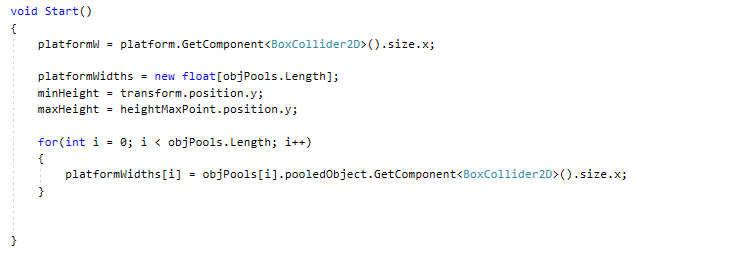 void Start()
{
platformW = platform.GetComponent<BoxCollider2D>().size.x;
platformWidths = new float[objPools.Length];
minHeight = transform.position.y;
maxHeight = heightMaxPoint.position.y;
for(int i = 0; i < objPools.Length; i++)
{
platformWidths[i] = objPools[i].pooledObject.GetComponent<BoxCollider2D>().size.x;
}
}